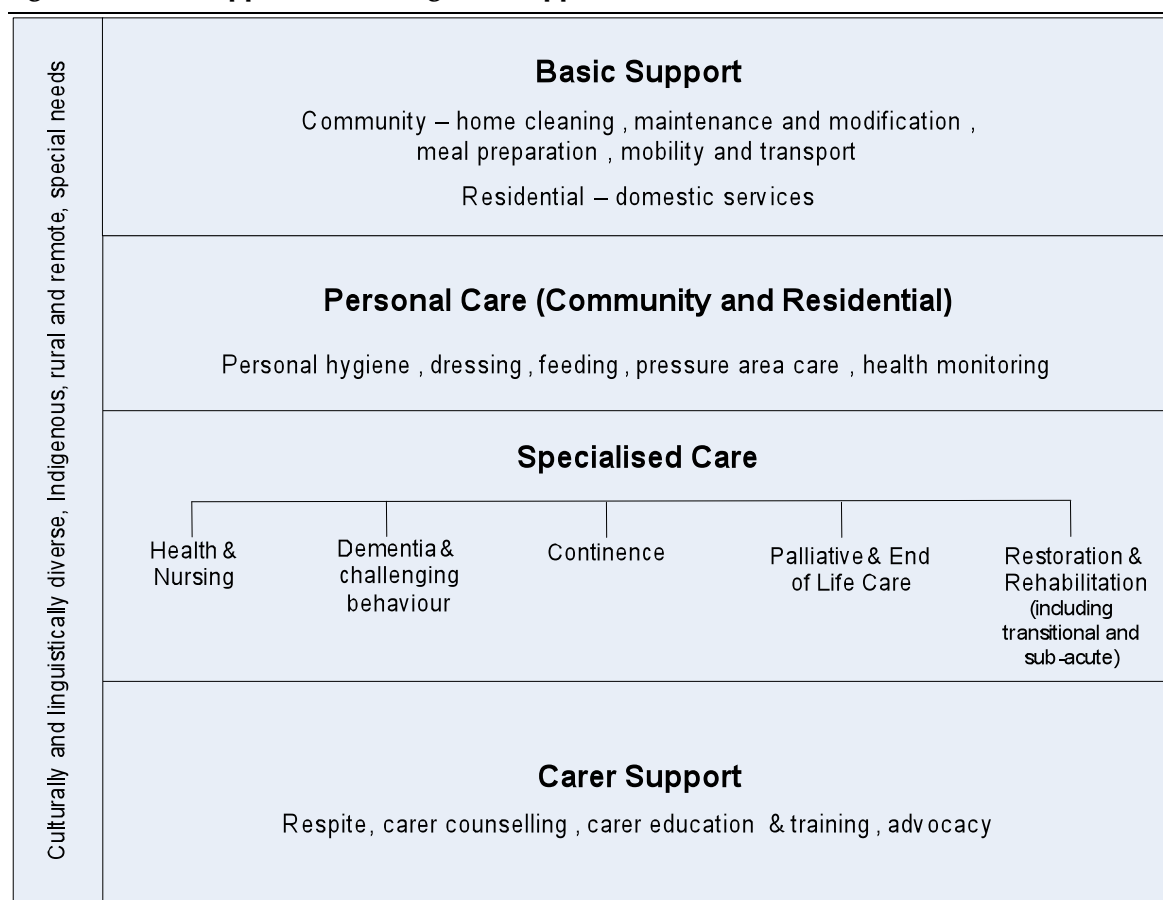 Basic Support
Community – home cleaning , maintenance and modification ,
meal preparation , mobility and transport
Residential – domestic services
Personal Care (Community and Residential)
Personal hygiene , dressing , feeding , pressure area care , health monitoring
Specialised Care
Health &
Nursing
Dementia &
challenging
behaviour
Continence
Palliative & End
of Life Care
Restoration &
Rehabilitation
(including
transitional and
sub-acute)
Carer Support
Respite, carer counselling , carer education & training , advocacy
Culturally and linguistically diverse, Indigenous, rural and remote, special needs